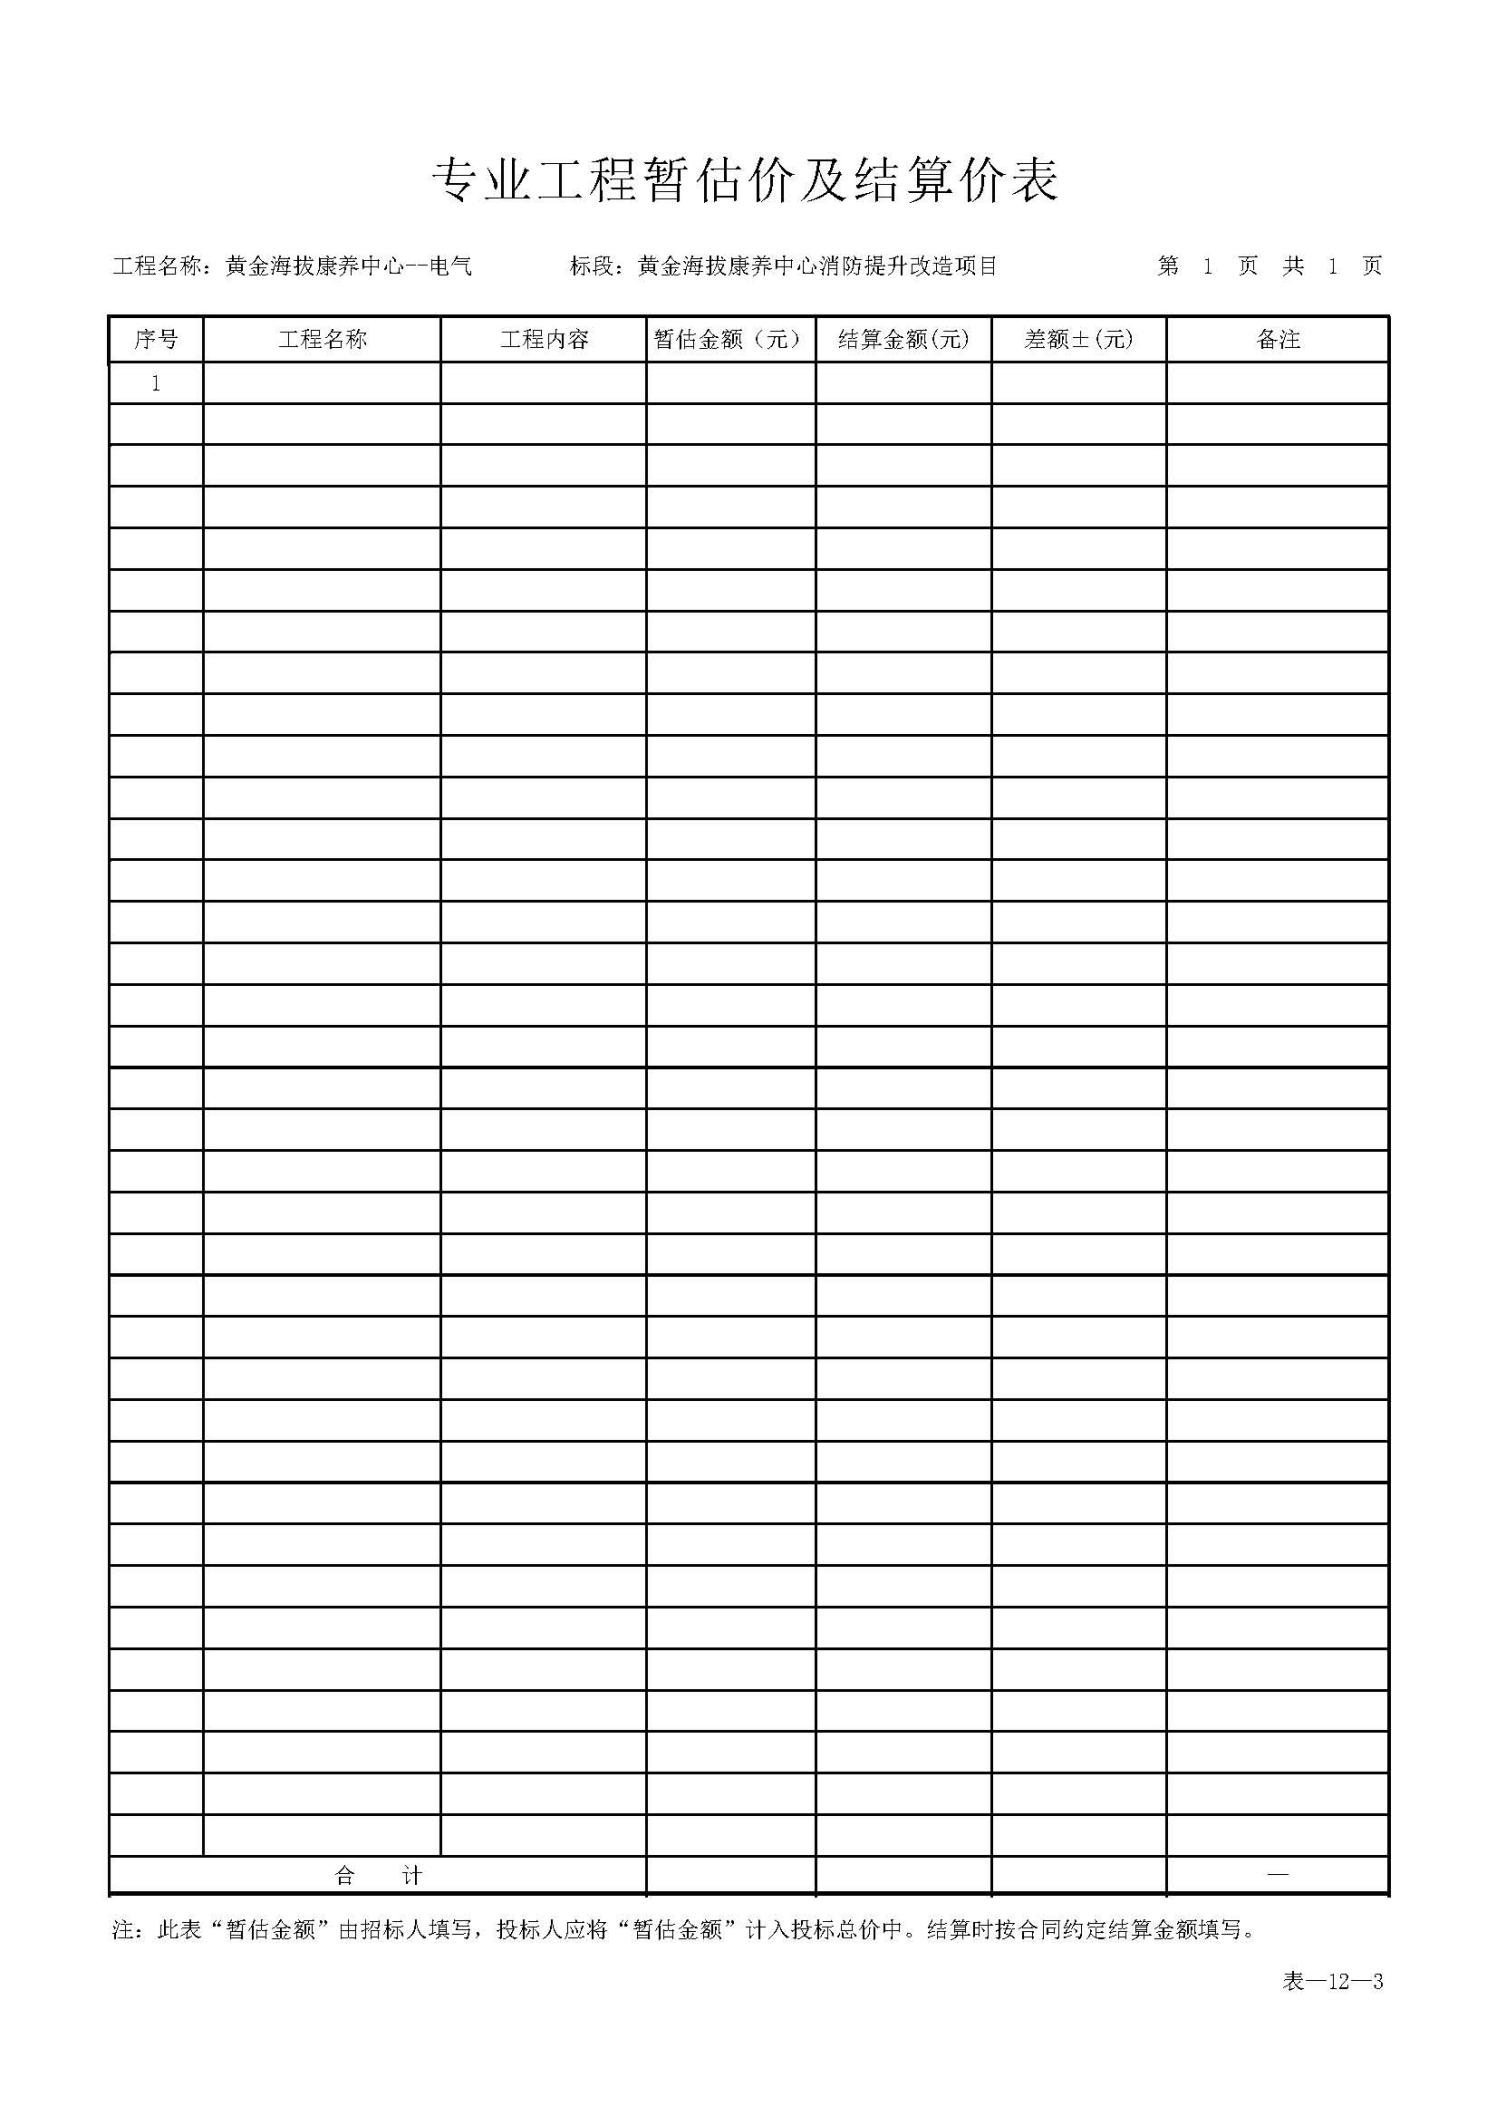 专业工程暂估价及结算价表
工程名称：黄金海拔康养中心--电气 标段：黄金海拔康养中心消防提升改造项目 第 1 页 共 1 页
序号 工程名称 工程内容 暂估金额（元） 结算金额(元) 差额±(元) 备注
1
合 计 —
注：此表“暂估金额”由招标人填写，投标人应将“暂估金额”计入投标总价中。结算时按合同约定结算金额填写。
表—12—3